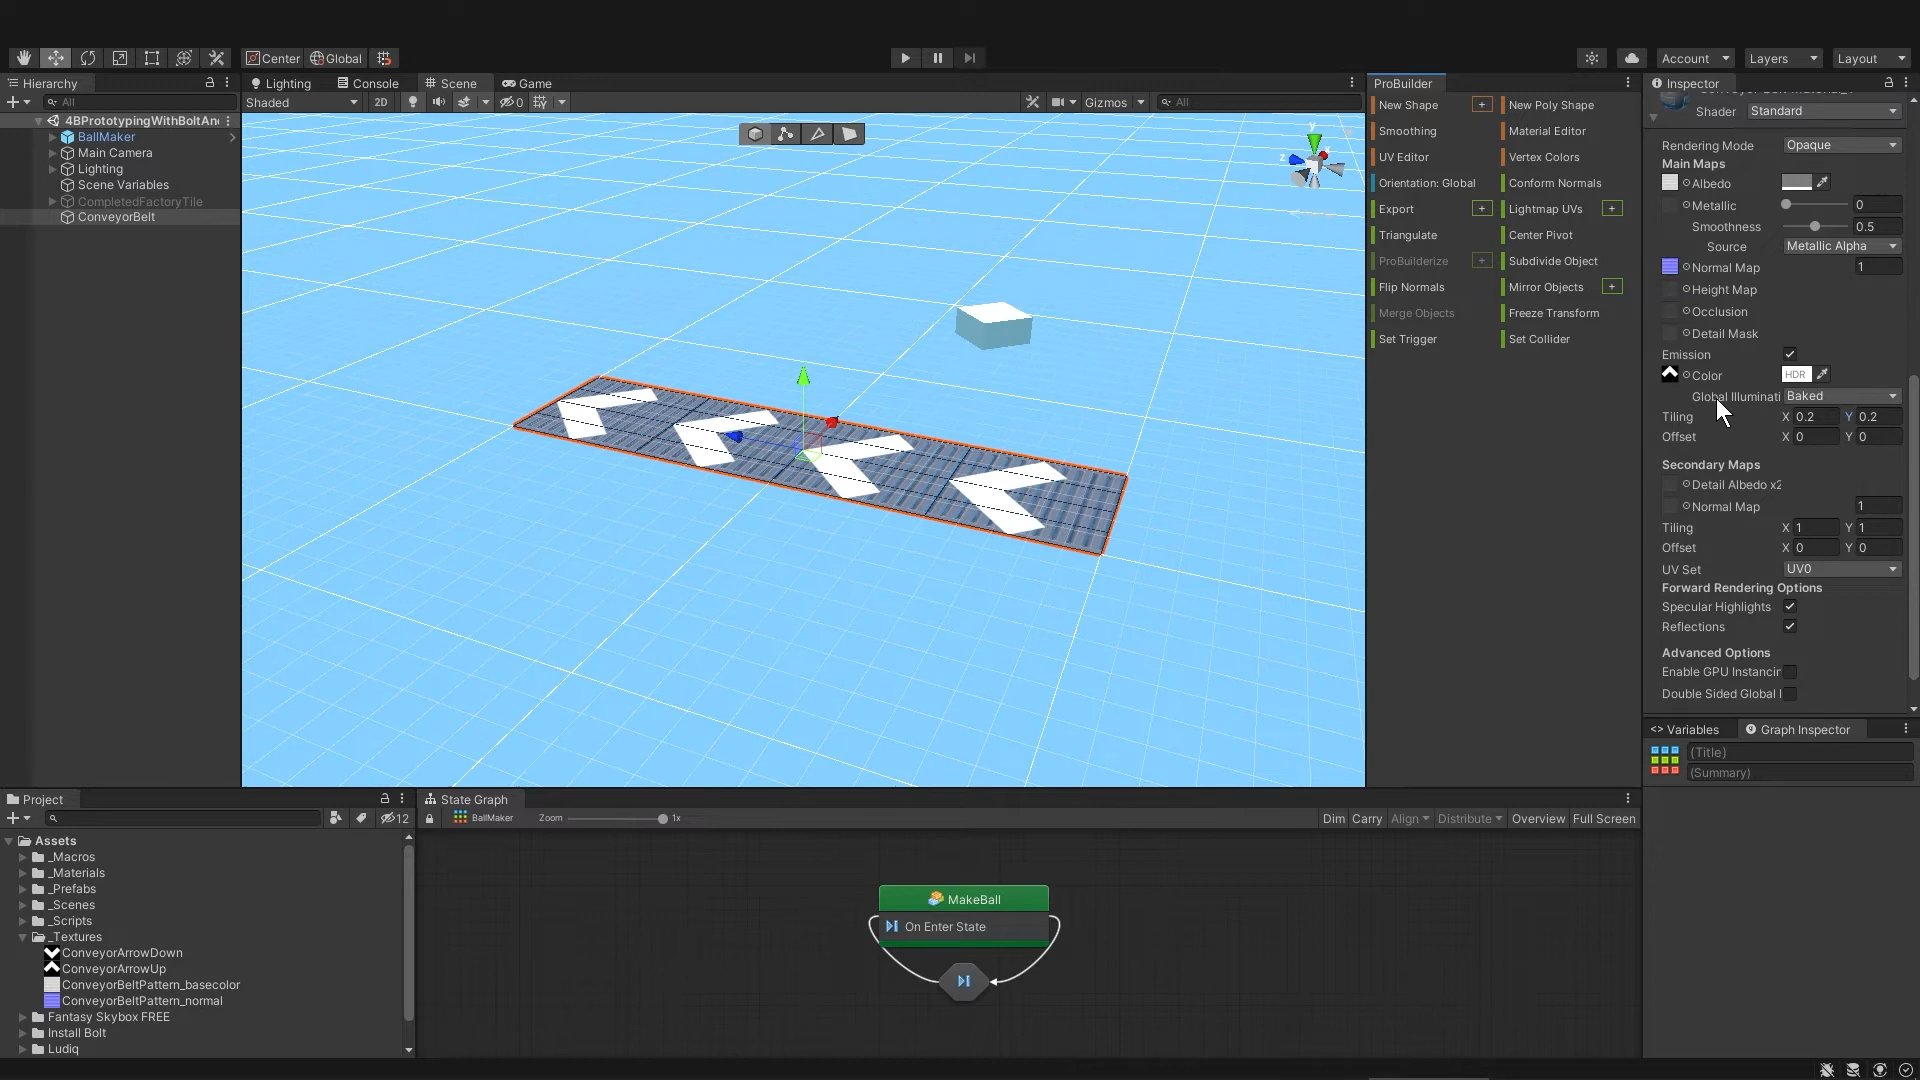 Center
Global
Account
Layers
Layout
Hierarchy
All
4BPrototypingWithBoltAn
BallMaker
Main Camera
Lighting
Scene Variables
CompletedFactoryTile
ConveyorBelt
Lighting
Console
Scene
Game
Shaded
2D
0
Gizmos
All
y
z
ProBuilder
New Shape
+
New Poly Shape
Smoothing
Material Editor
UV Editor
Vertex Colors
Orientation: Global
Conform Normals
Export
+
Lightmap UVs
+
Triangulate
Center Pivot
ProBuilderize
+
Subdivide Object
Flip Normals
Mirror Objects
+
Merge Objects
Freeze Transform
Set Trigger
Set Collider
Inspector
Shader
Standard
Rendering Mode
Opaque
Main Maps
Albedo
Metallic
0
Smoothness
0.5
Source
Metallic Alpha
Normal Map
1
Height Map
Occlusion
Detail Mask
Emission
Color
HDR
Global Illuminati
Baked
Tiling
X 0.2
Y 0.2
Offset
X 0
Y 0
Secondary Maps
Detail Albedo x2
Normal Map
1
Tiling
X 1
Y 1
Offset
X 0
Y 0
UV Set
UV0
Forward Rendering Options
Specular Highlights
Reflections
Advanced Options
Enable GPU Instancin
Double Sided Global I
<> Variables
Graph Inspector
(Title)
(Summary)
Project
12
Assets
_Macros
_Materials
_Prefabs
_Scenes
_Scripts
_Textures
ConveyorArrowDown
ConveyorArrowUp
ConveyorBeltPattern_basecolor
ConveyorBeltPattern_normal
Fantasy Skybox FREE
Install Bolt
Ludiq
State Graph
BallMaker
Zoom
1x
Dim
Carry
Align
Distribute
Overview
Full Screen
MakeBall
On Enter State